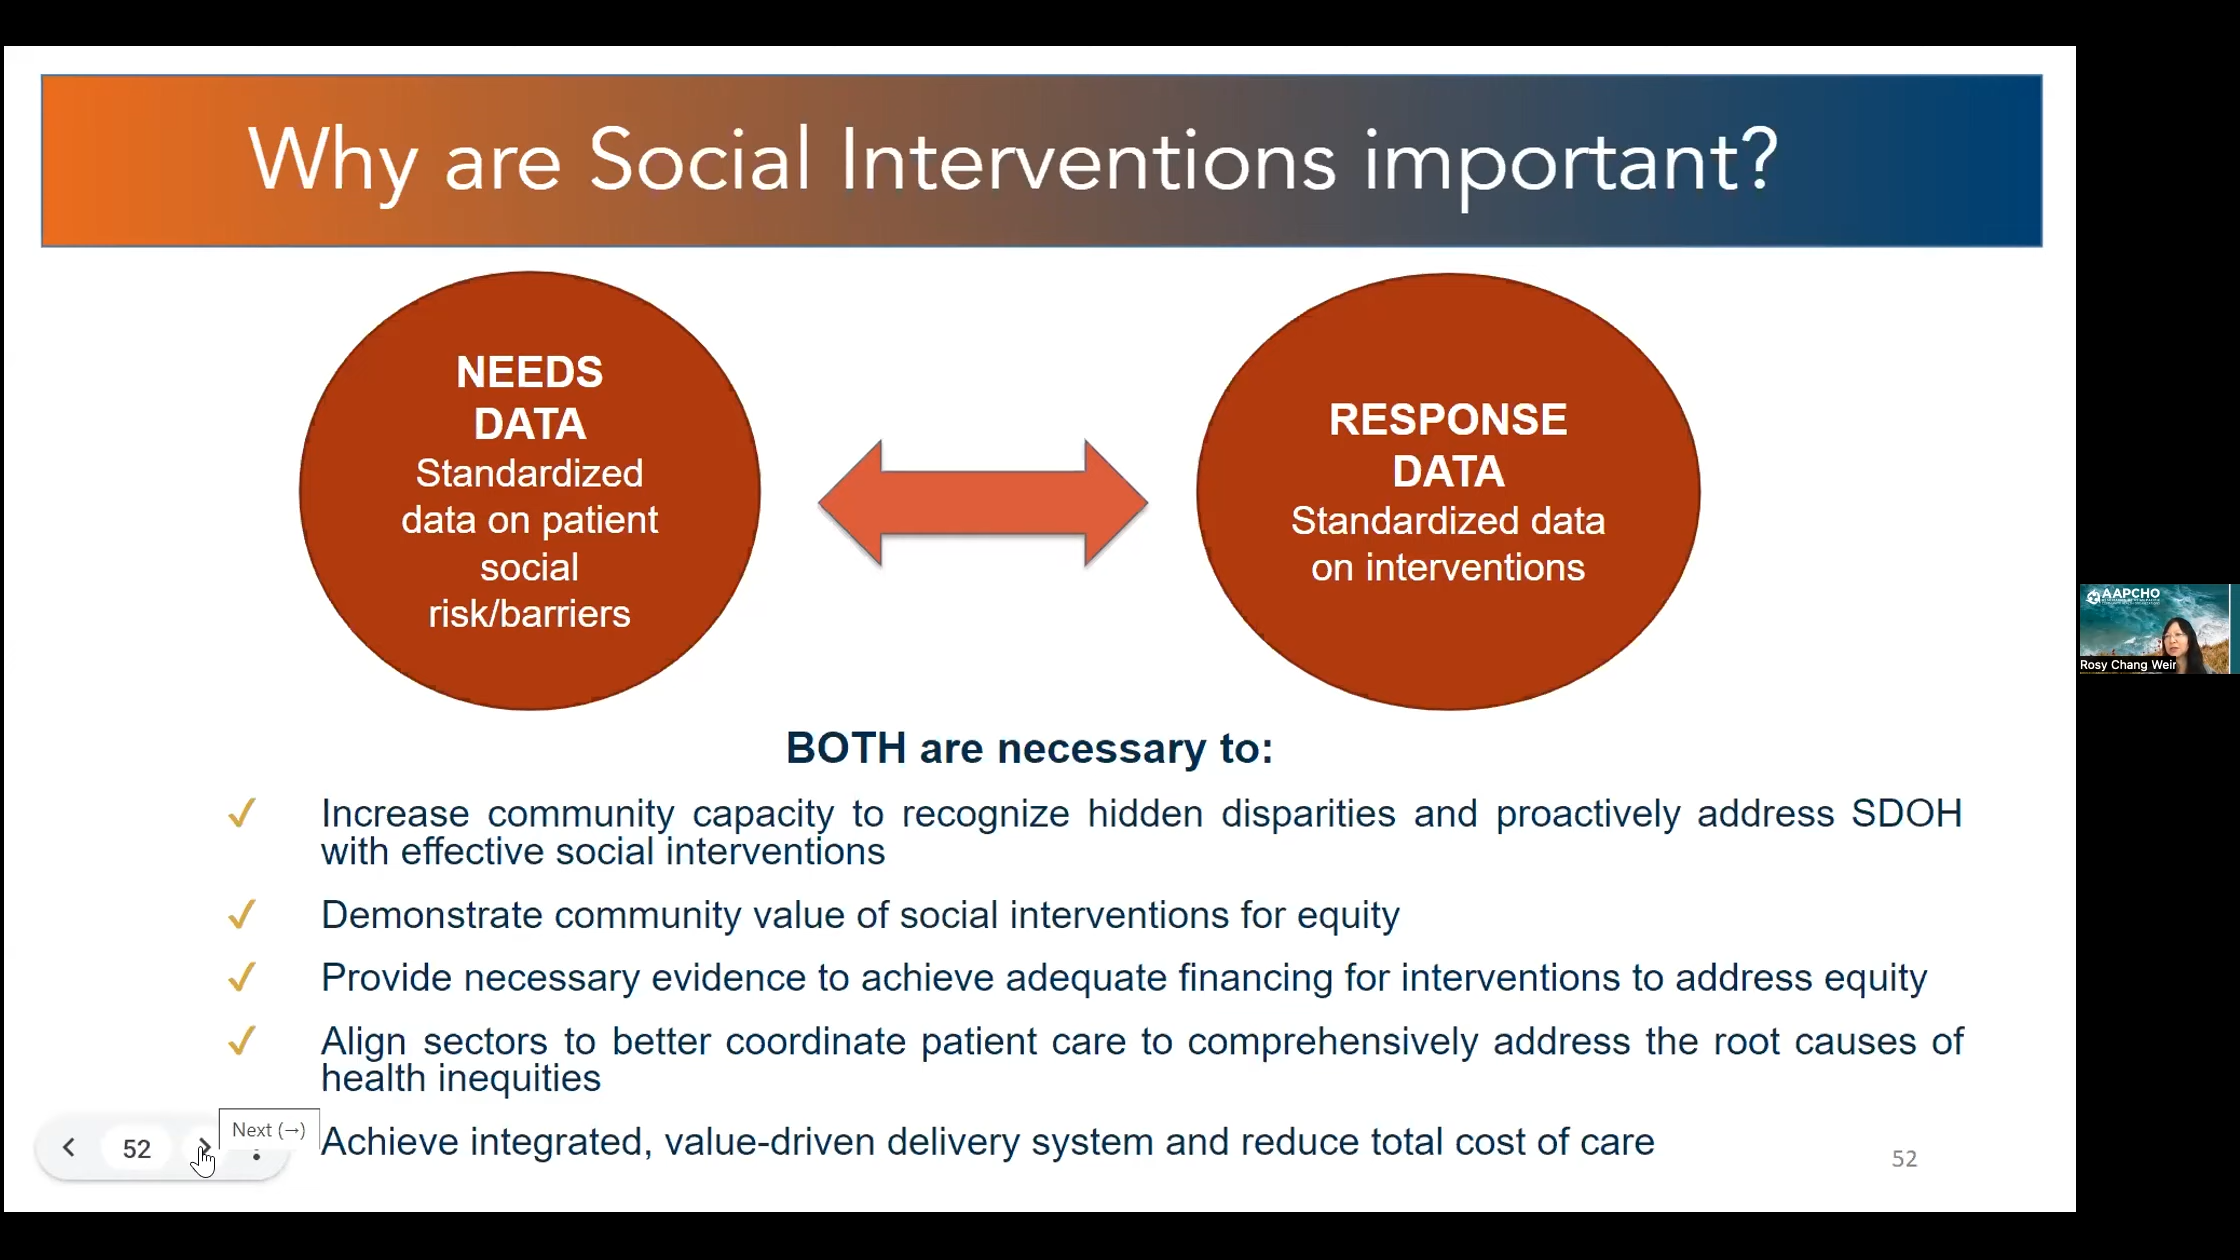 Why are Social Interventions important?
NEEDS
DATA
Standardized
data on patient
social
risk/barriers
RESPONSE
DATA
Standardized data
on interventions
BOTH are necessary to:
✓ Increase community capacity to recognize hidden disparities and proactively address SDOH
with effective social interventions
✓ Demonstrate community value of social interventions for equity
✓ Provide necessary evidence to achieve adequate financing for interventions to address equity
✓ Align sectors to better coordinate patient care to comprehensively address the root causes of
health inequities
Achieve integrated, value-driven delivery system and reduce total cost of care
52
Next (→)
52
AAPCHO
Rosy Chang Weir